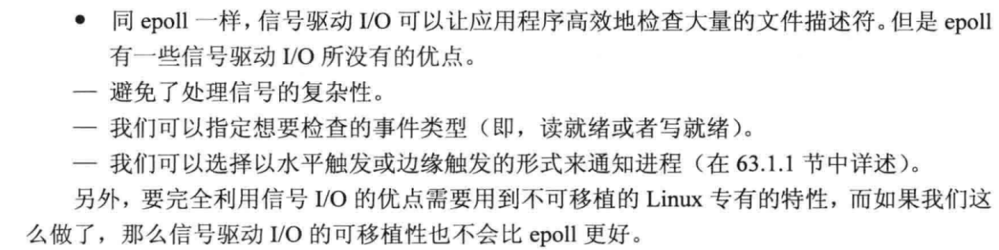 • 同 epoll 一样，信号驱动 I/O 可以让应用程序高效地检查大量的文件描述符。但是 epoll
有一些信号驱动 I/O 所没有的优点。
— 避免了处理信号的复杂性。
— 我们可以指定想要检查的事件类型（即，读就绪或者写就绪）。
— 我们可以选择以水平触发或边缘触发的形式来通知进程（在 63.1.1 节中详述）。
另外，要完全利用信号 I/O 的优点需要用到不可移植的 Linux 专有的特性，而如果我们这
么做了，那么信号驱动 I/O 的可移植性也不会比 epoll 更好。